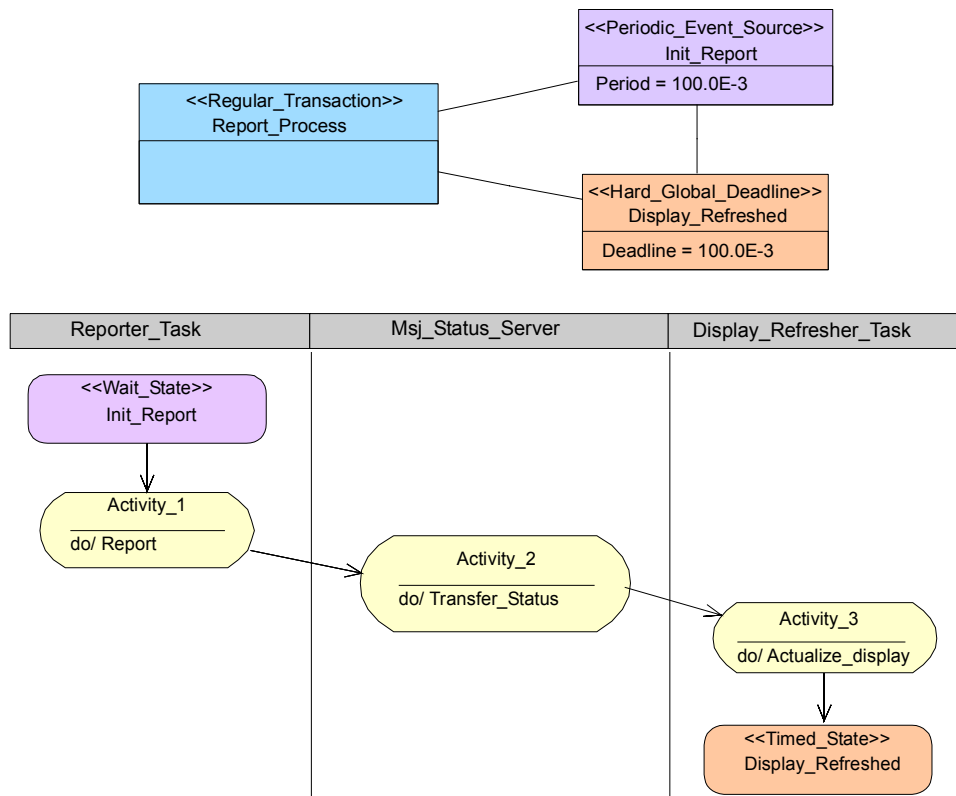 <<Periodic_Event_Source>>
Init_Report
Period = 100.0E-3
<<Regular_Transaction>>
Report_Process
<<Hard_Global_Deadline>>
Display_Refreshed
Deadline = 100.0E-3
Reporter_Task
Msj_Status_Server
Display_Refresher_Task
<<Wait_State>>
Init_Report
Activity_1
do/ Report
Activity_2
do/ Transfer_Status
Activity_3
do/ Actualize_display
<<Timed_State>>
Display_Refreshed